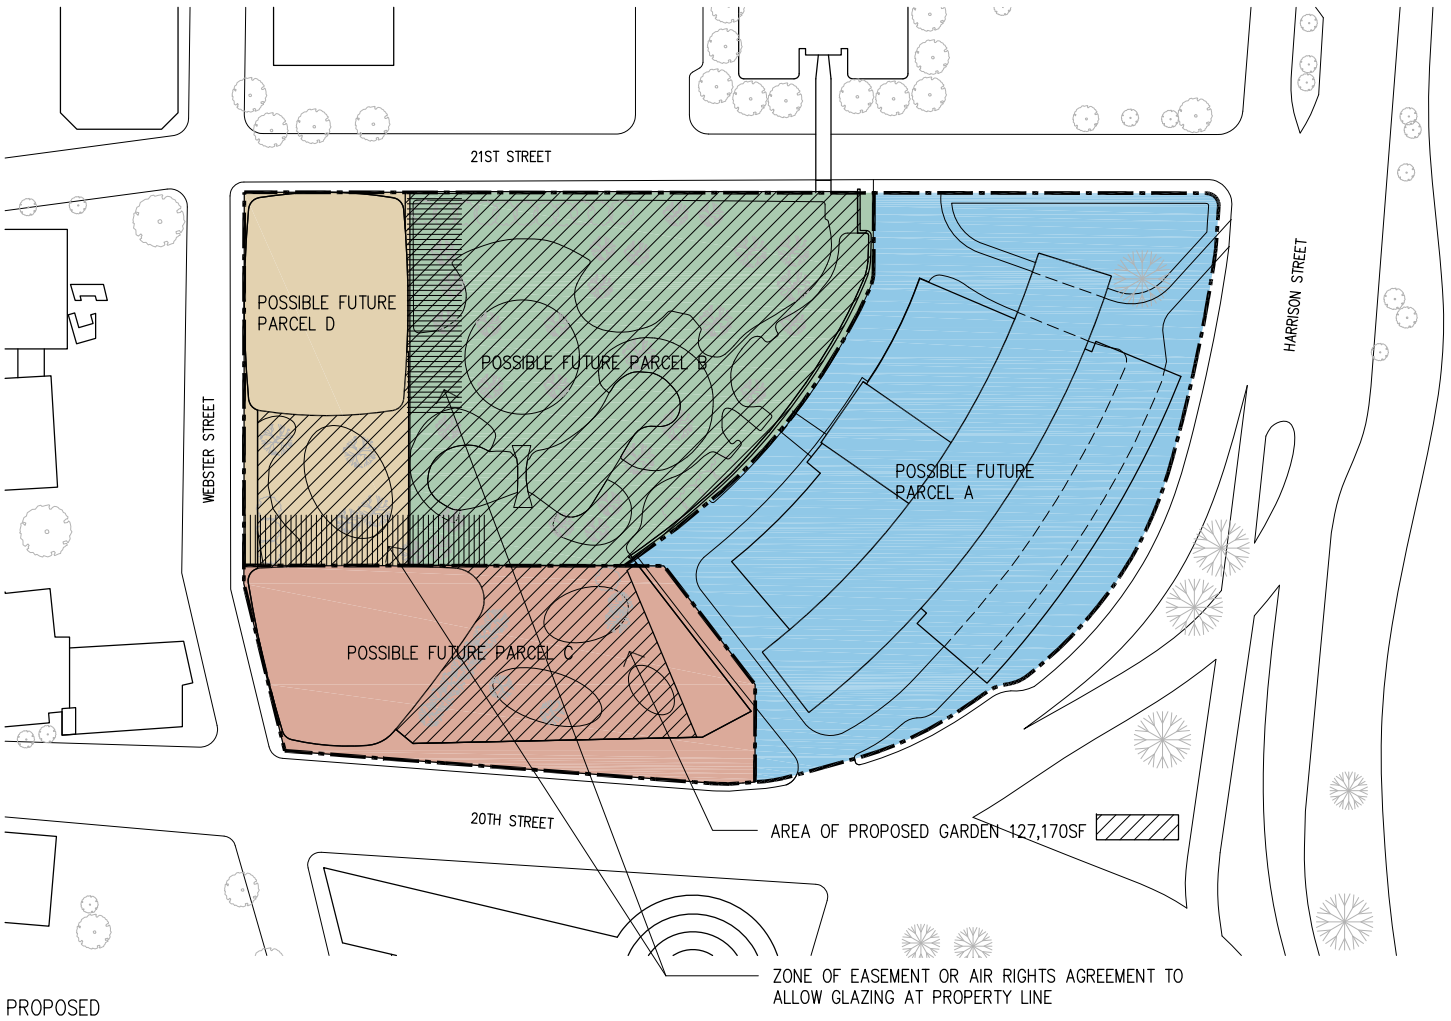 21ST STREET
POSSIBLE FUTURE
PARCEL D
POSSIBLE FUTURE PARCEL B
HARRISON STREET
WEBSTER STREET
POSSIBLE FUTURE
PARCEL A
POSSIBLE FUTURE PARCEL C
20TH STREET
AREA OF PROPOSED GARDEN 127,170SF
ZONE OF EASEMENT OR AIR RIGHTS AGREEMENT TO
ALLOW GLAZING AT PROPERTY LINE
PROPOSED